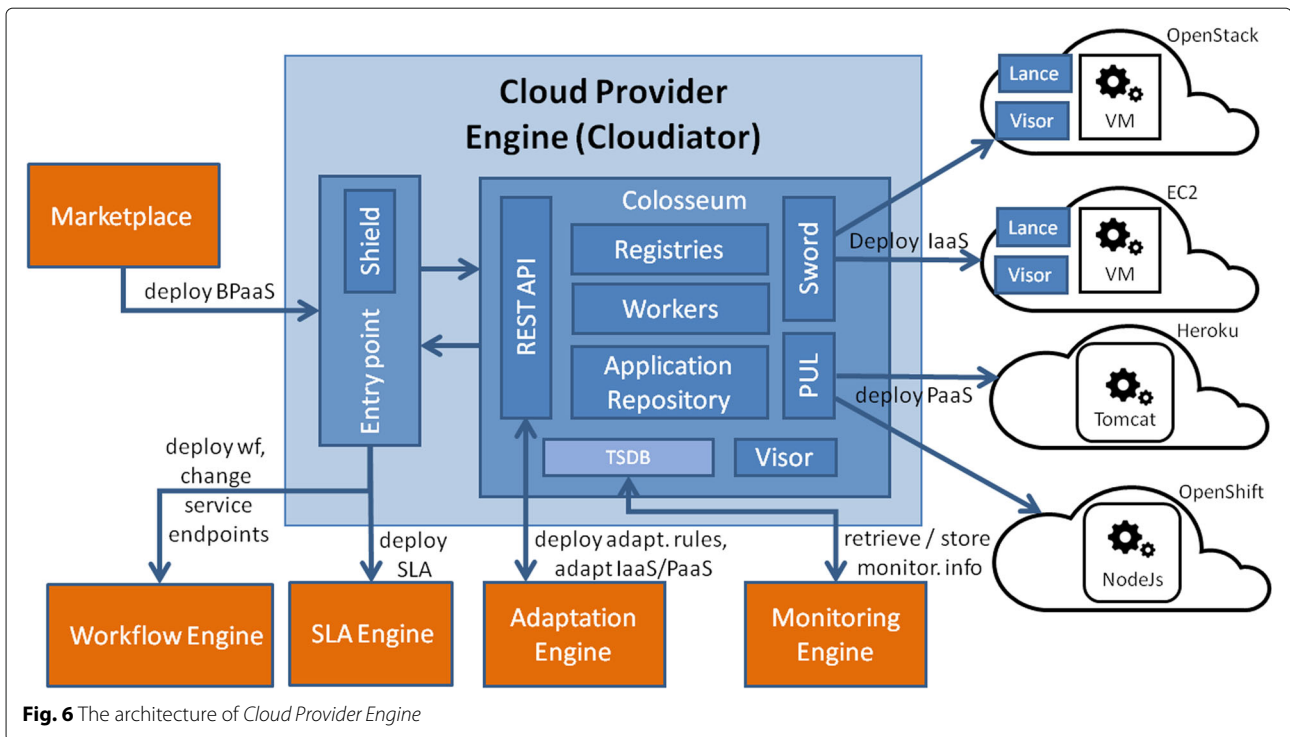 Cloud Provider
Engine (Cloudiator)
Marketplace
deploy BPaaS
Shield
Entry point
REST API
Colosseum
Registries
Workers
Application
Repository
Sword
PUL
TSDB
Visor
Deploy IaaS
deploy PaaS
OpenStack
Lance
Visor
VM
EC2
Lance
Visor
VM
Heroku
Tomcat
OpenShift
NodeJs
deploy wf,
change
service
endpoints
deploy
SLA
deploy adapt. rules,
adapt IaaS/PaaS
retrieve / store
monitor. info
Workflow Engine
SLA Engine
Adaptation
Engine
Monitoring
Engine
Fig. 6 The architecture of Cloud Provider Engine